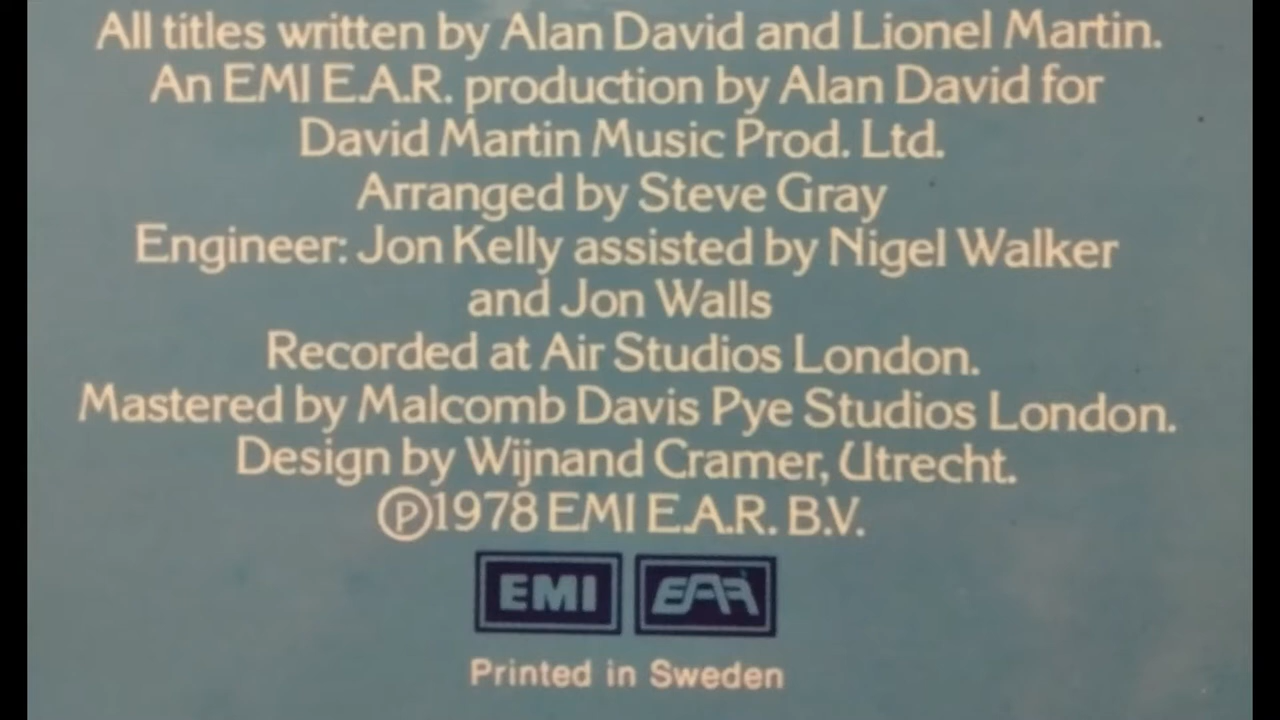 All titles written by Alan David and Lionel Martin.
An EMI E.A.R. production by Alan David for
David Martin Music Prod. Ltd.
Arranged by Steve Gray
Engineer: Jon Kelly assisted by Nigel Walker
and Jon Walls
Recorded at Air Studios London.
Mastered by Malcomb Davis Pye Studios London.
Design by Wijnand Cramer, Utrecht.
℗1978 EMI E.A.R. B.V.
EMI EAR
Printed in Sweden